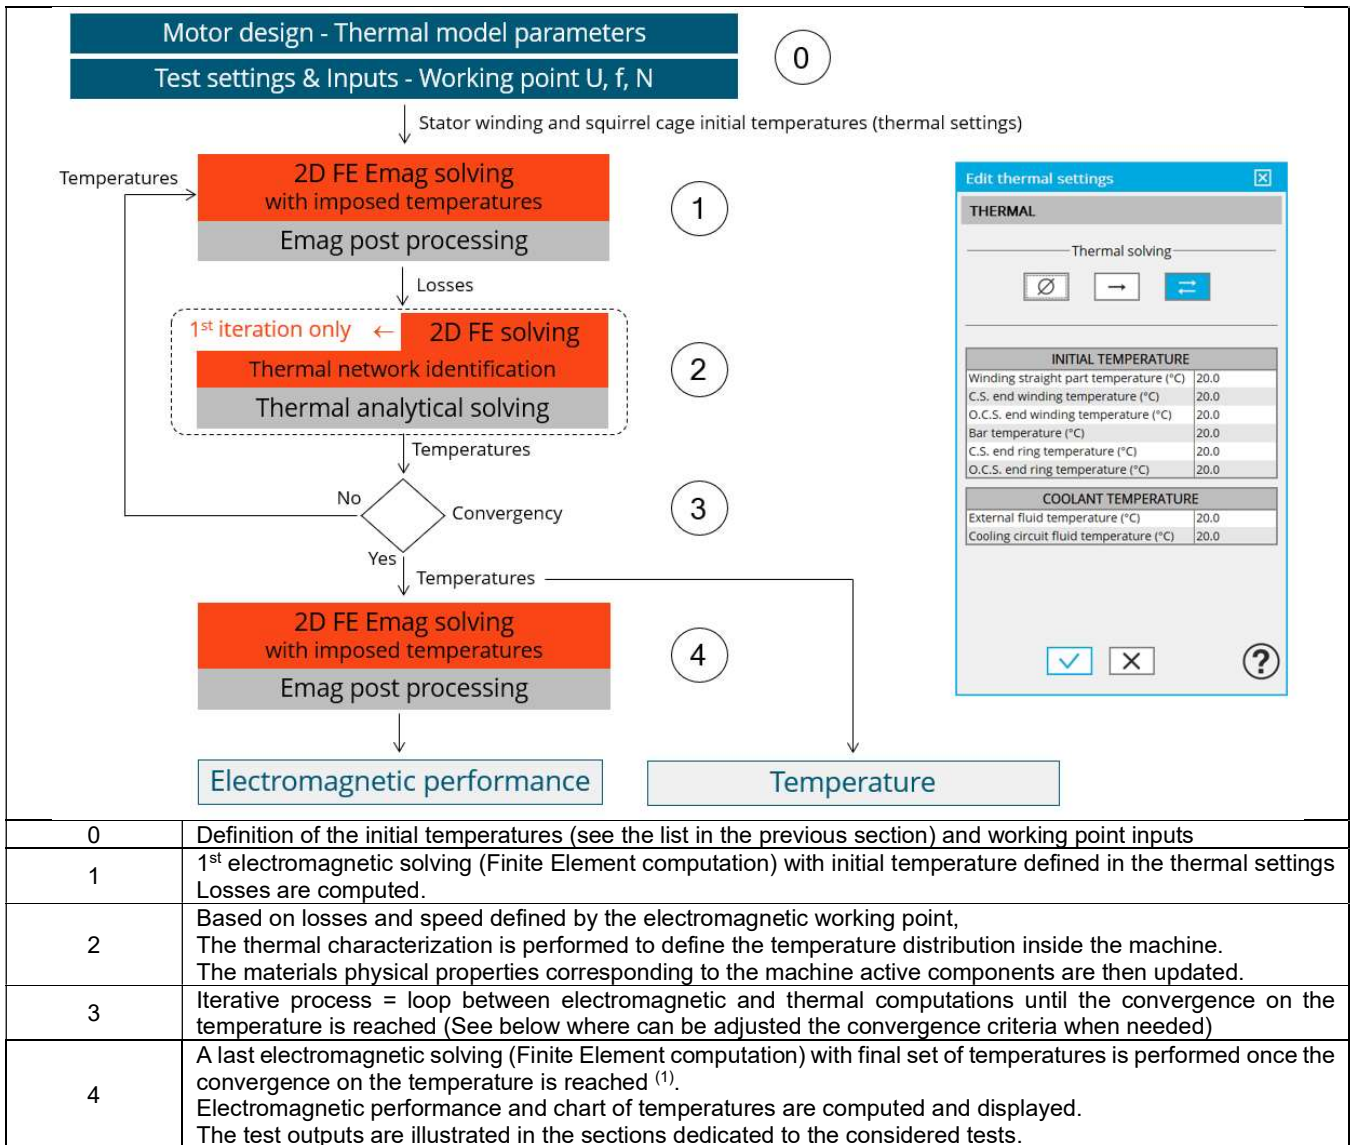 Motor design - Thermal model parameters
Test settings & Inputs - Working point U, f, N
0
Stator winding and squirrel cage initial temperatures (thermal settings)
Temperatures
2D FE Emag solving
with imposed temperatures
Emag post processing
1
Losses
1st iteration only ←
2D FE solving
Thermal network identification
Thermal analytical solving
2
Temperatures
No
Convergency
3
Yes
Temperatures
2D FE Emag solving
with imposed temperatures
Emag post processing
4
Electromagnetic performance
Temperature
Edit thermal settings
THERMAL
Thermal solving
INITIAL TEMPERATURE
Winding straight part temperature (°C) 20.0
C.S. end winding temperature (°C) 20.0
O.C.S. end winding temperature (°C) 20.0
Bar temperature (°C) 20.0
C.S. end ring temperature (°C) 20.0
O.C.S. end ring temperature (°C) 20.0
COOLANT TEMPERATURE
External fluid temperature (°C) 20.0
Cooling circuit fluid temperature (°C) 20.0
?
0 Definition of the initial temperatures (see the list in the previous section) and working point inputs
1 1st electromagnetic solving (Finite Element computation) with initial temperature defined in the thermal settings
Losses are computed.
2 Based on losses and speed defined by the electromagnetic working point,
The thermal characterization is performed to define the temperature distribution inside the machine.
The materials physical properties corresponding to the machine active components are then updated.
3 Iterative process = loop between electromagnetic and thermal computations until the convergence on the
temperature is reached (See below where can be adjusted the convergence criteria when needed)
4 A last electromagnetic solving (Finite Element computation) with final set of temperatures is performed once the
convergence on the temperature is reached (1).
Electromagnetic performance and chart of temperatures are computed and displayed.
The test outputs are illustrated in the sections dedicated to the considered tests.